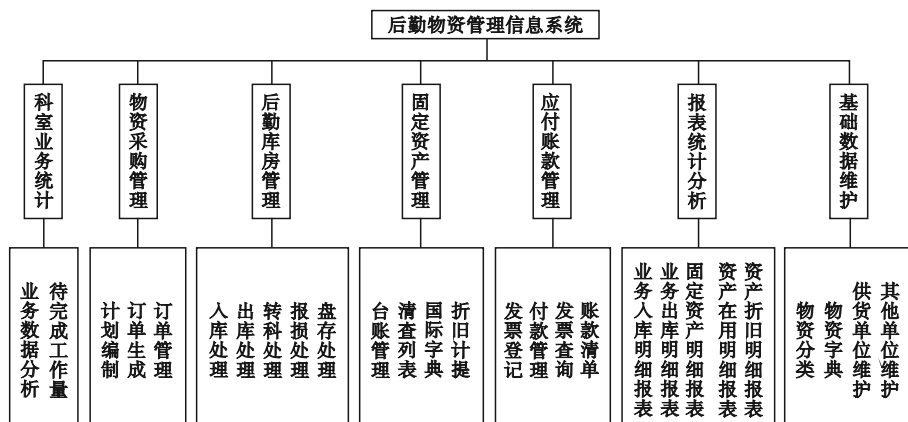 后勤物资管理信息系统
科室业务统计
物资采购管理
后勤库房管理
固定资产管理
应付账款管理
报表统计分析
基础数据维护
业务数据分析
待完成工作量
计划编制
订单生成
订单管理
入库处理
出库处理
转科处理
报损处理
盘存处理
台账管理
清查列表
国际字典
折旧计提
发票登记
付款管理
发票查询
账款清单
业务入库明细报表
业务出库明细报表
固定资产明细报表
资产在用明细报表
资产折旧明细报表
物资分类
物资字典
供货单位维护
其他单位维护